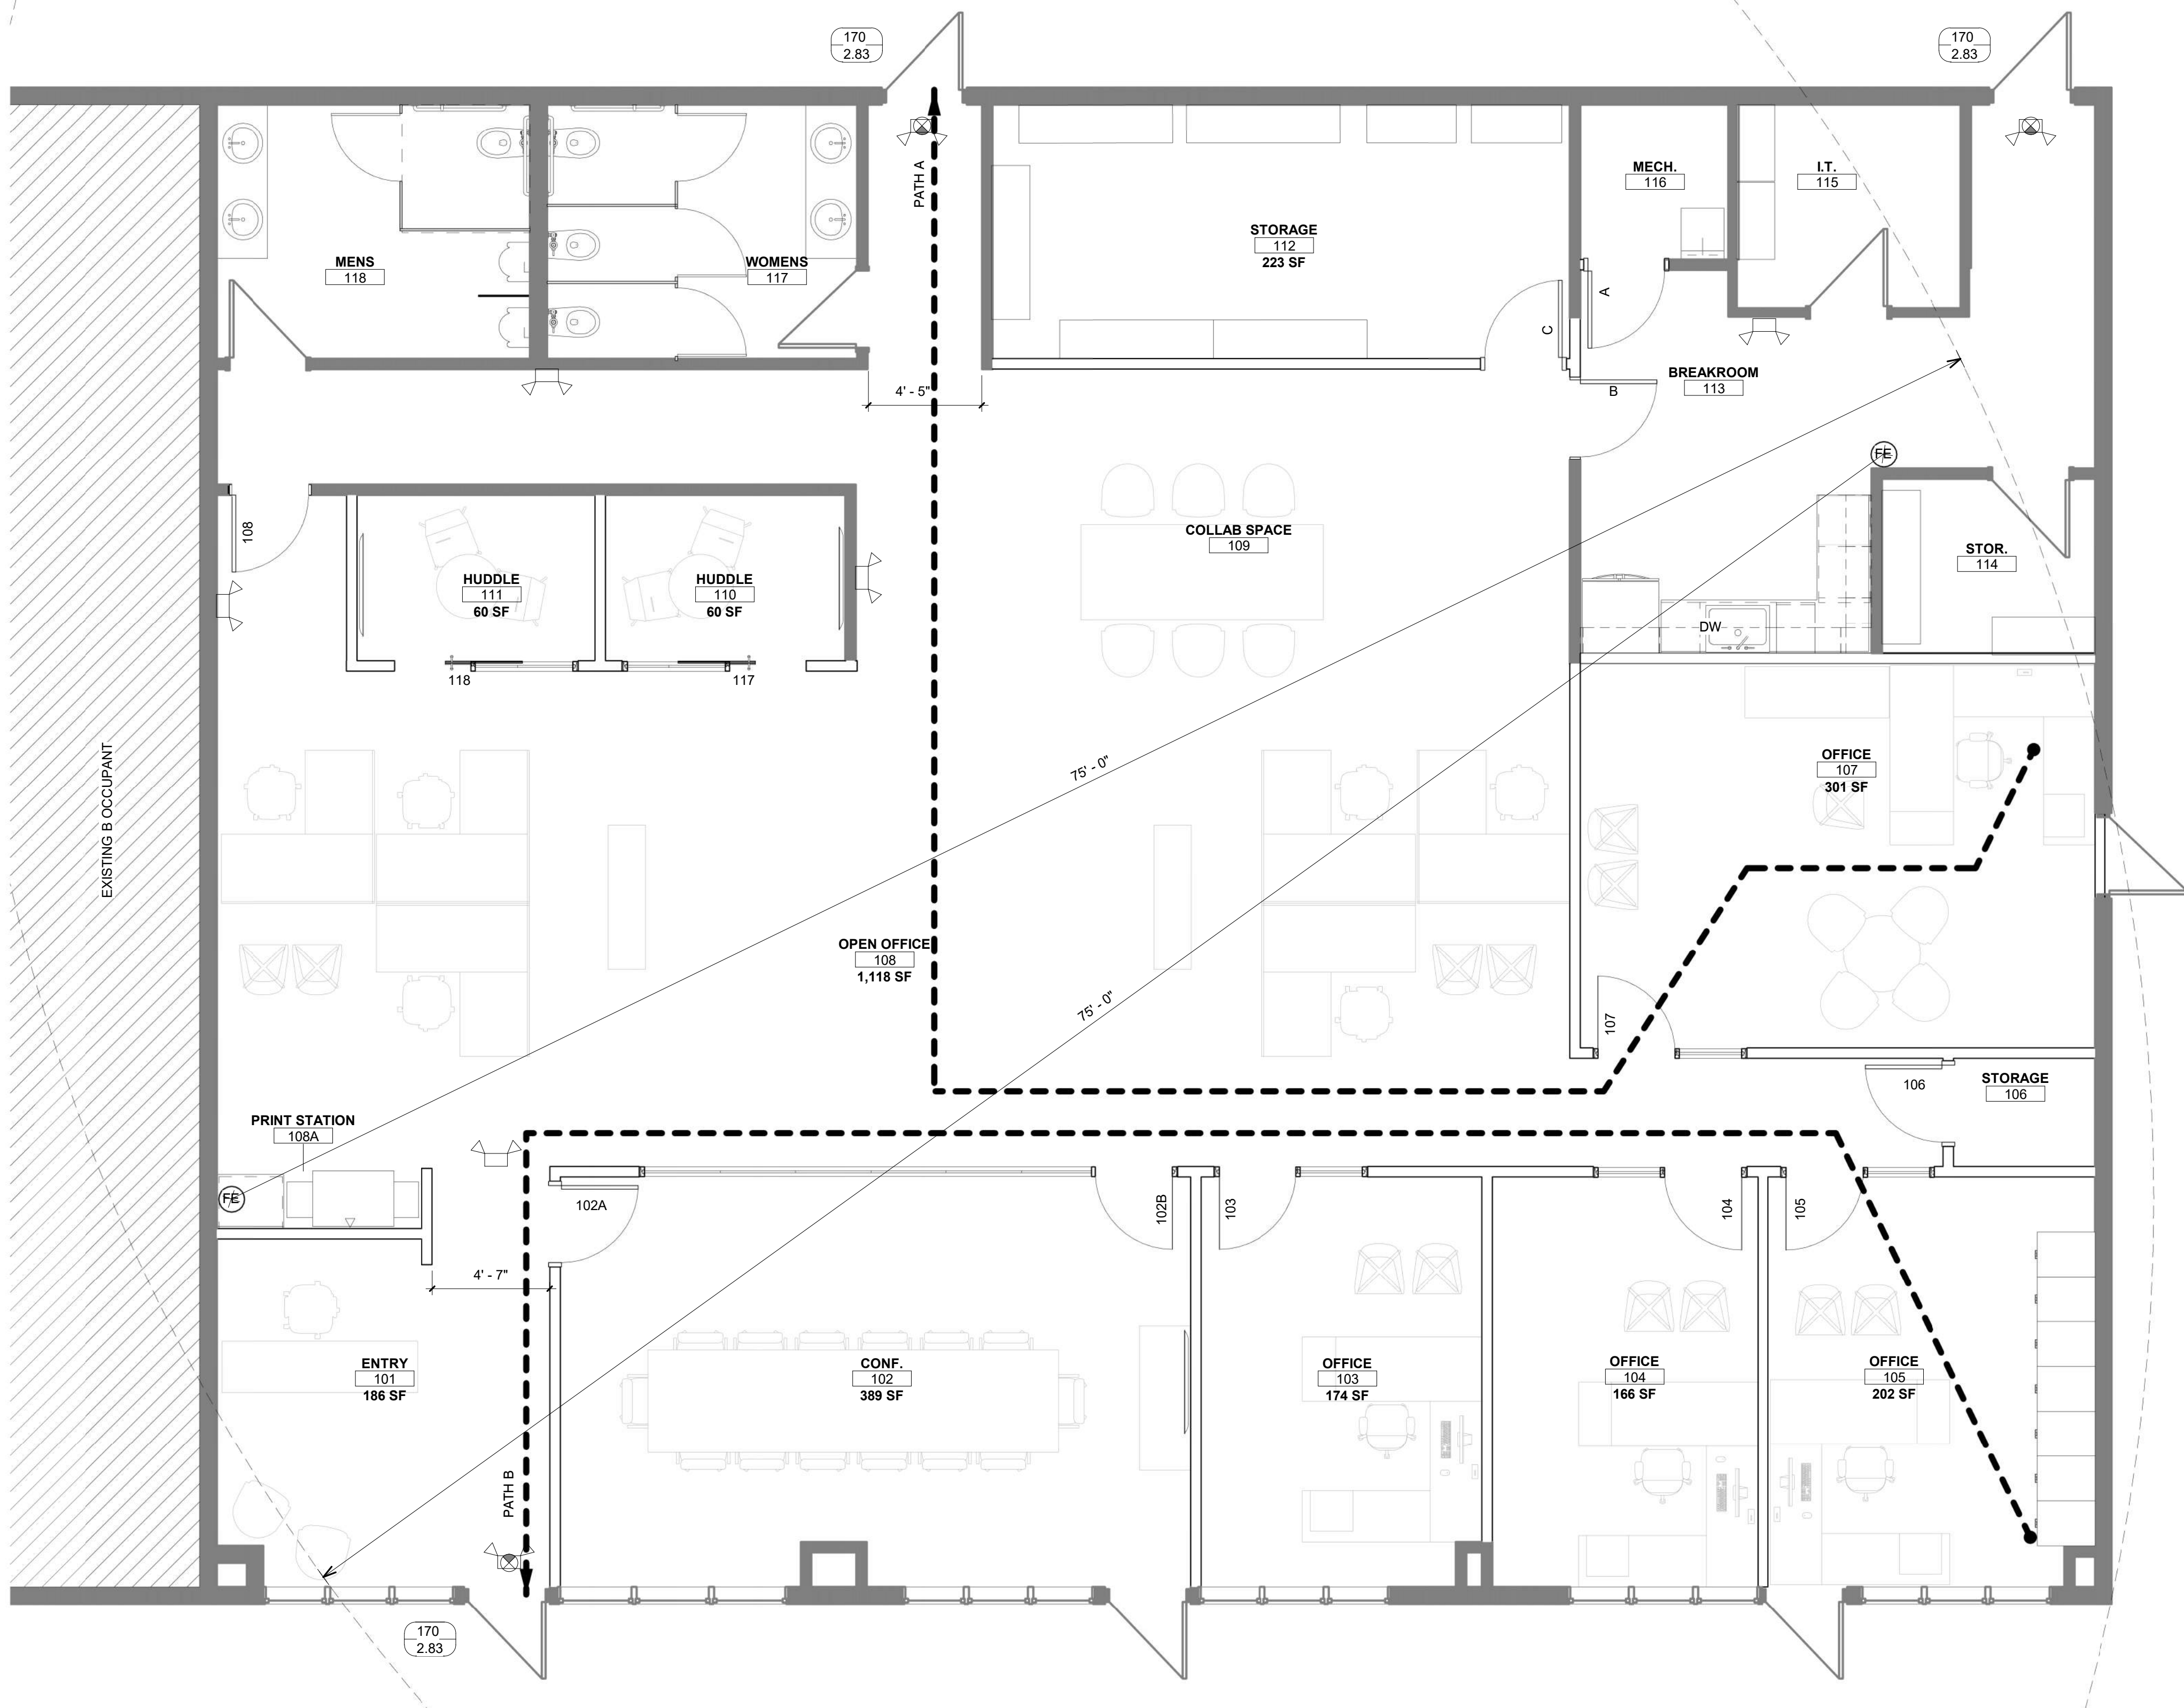 170
2.83
170
2.83
PATH A
MECH.
116
I.T.
115
STORAGE
112
223 SF
MENS
118
WOMENS
117
A
C
B
BREAKROOM
113
4' - 5"
FE
108
COLLAB SPACE
109
STOR.
114
HUDDLE
111
60 SF
HUDDLE
110
60 SF
DW
118
117
EXISTING B OCCUPANT
75' - 0"
OFFICE
107
301 SF
OPEN OFFICE
108
1,118 SF
75' - 0"
107
106
STORAGE
106
PRINT STATION
108A
FE
102A
102B
103
104
105
4' - 7"
ENTRY
101
186 SF
CONF.
102
389 SF
OFFICE
103
174 SF
OFFICE
104
166 SF
OFFICE
105
202 SF
PATH B
170
2.83